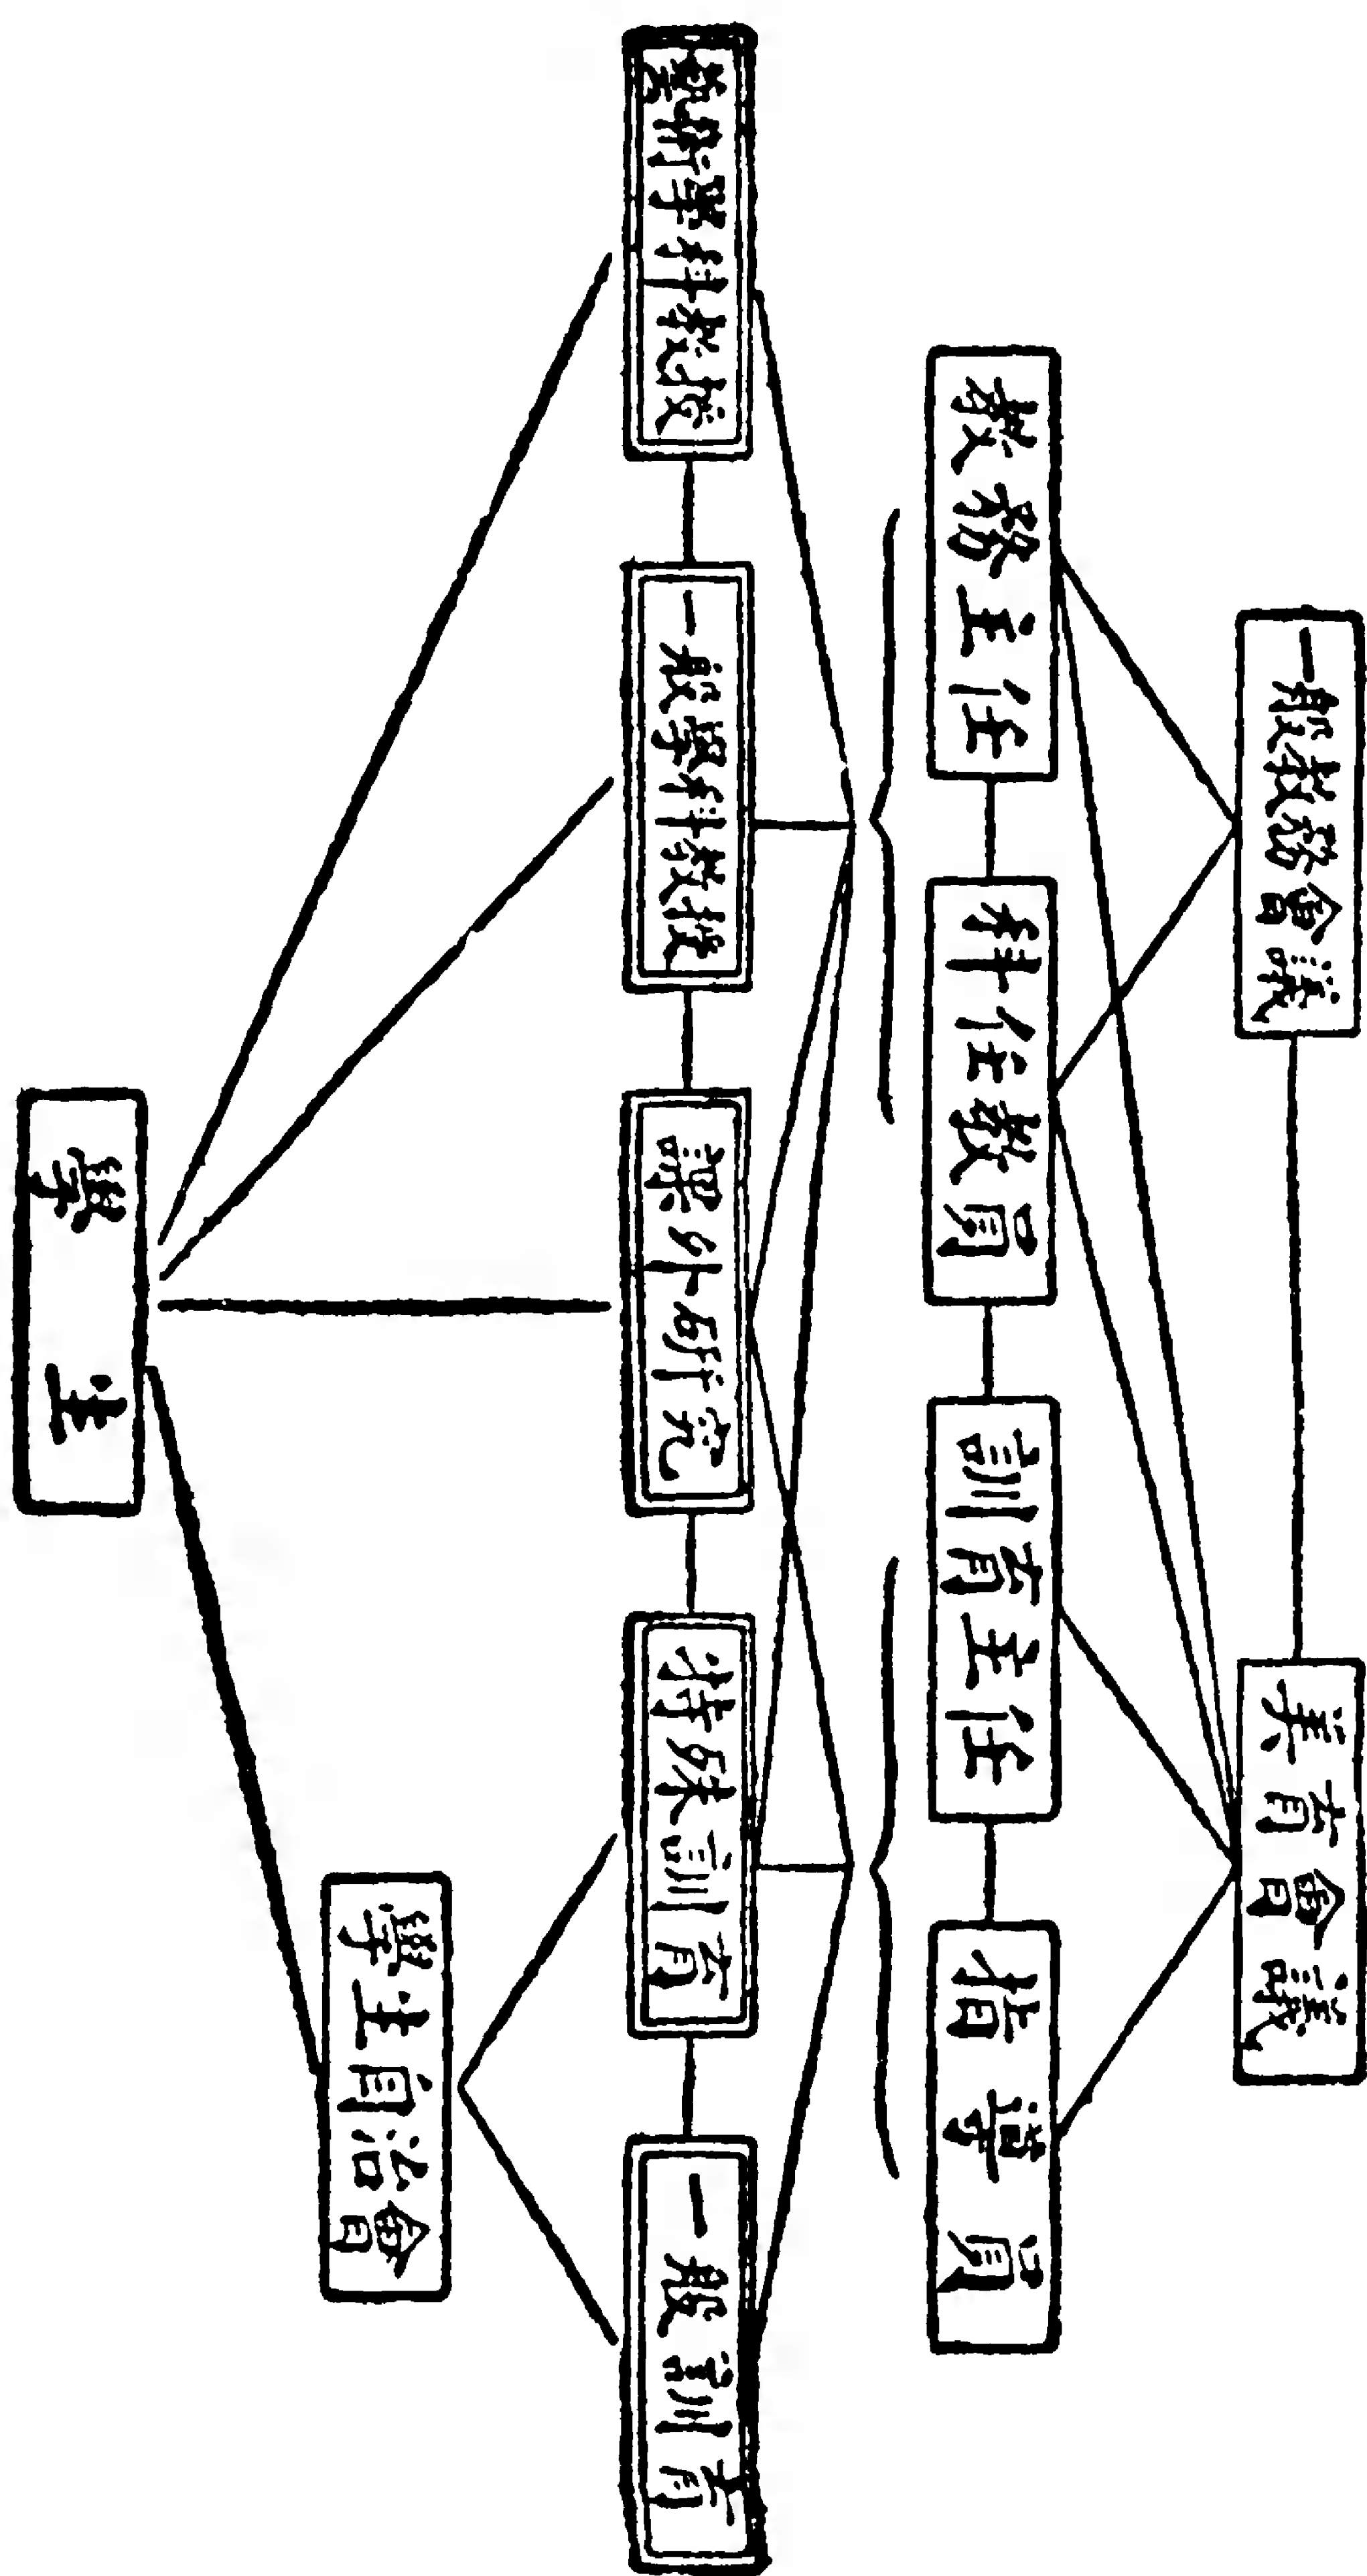 一般教務會議
美育會議
教務主任
科任教員
訓育主任
指導員
藝術學科教授
一般學科教授
課外研究
特殊訓育
一般訓育
學生自治會
學生